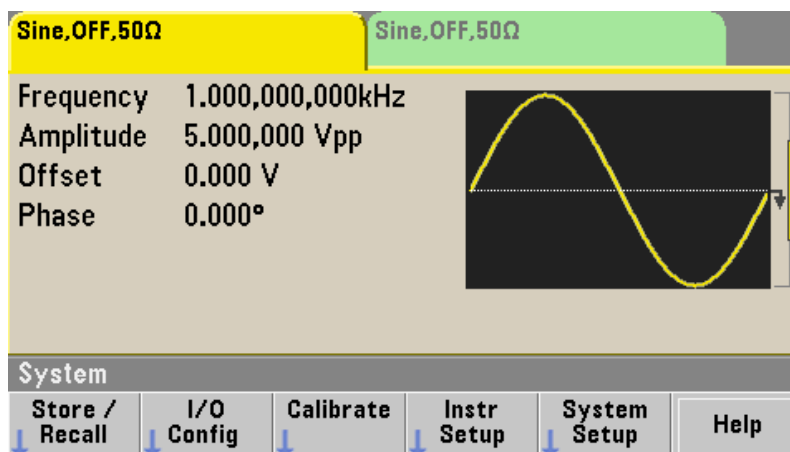 Sine,OFF,50Ω
Sine,OFF,50Ω
Frequency 1.000,000,000kHz
Amplitude 5.000,000 Vpp
Offset 0.000 V
Phase 0.000°
System
Store / Recall
I/O Config
Calibrate
Instr Setup
System Setup
Help